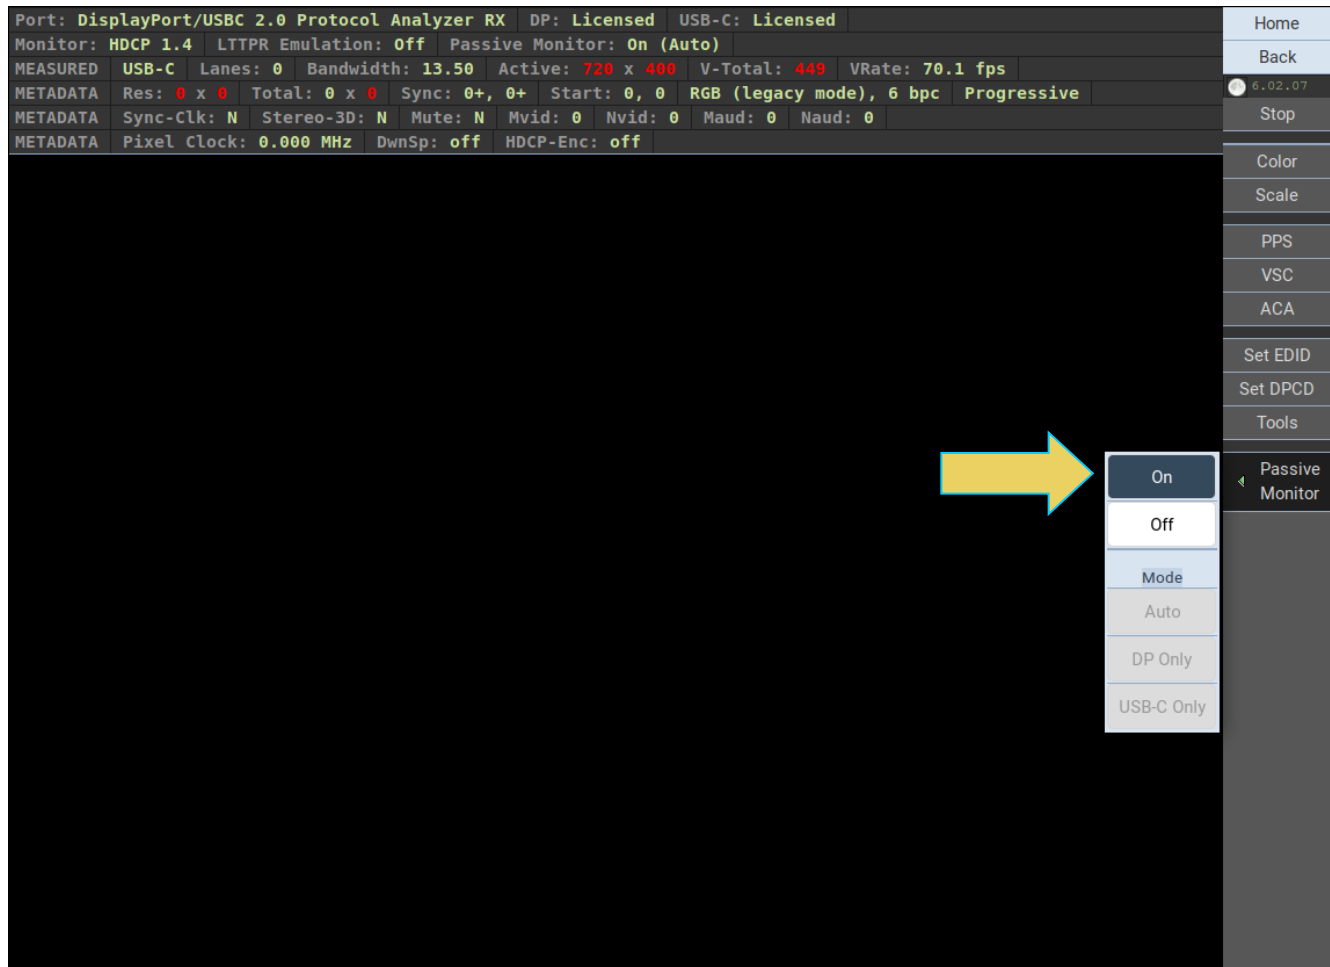 Port: DisplayPort/USBC 2.0 Protocol Analyzer RX DP: Licensed USB-C: Licensed
Monitor: HDCP 1.4 LTTPR Emulation: Off Passive Monitor: On (Auto)
MEASURED USB-C Lanes: 0 Bandwidth: 13.50 Active: 720 x 400 V-Total: 449 VRate: 70.1 fps
METADATA Res: 0 x 0 Total: 0 x 0 Sync: 0+, 0+ Start: 0, 0 RGB (legacy mode), 6 bpc Progressive
METADATA Sync-Clk: N Stereo-3D: N Mute: N Mvid: 0 Nvid: 0 Maud: 0 Naud: 0
METADATA Pixel Clock: 0.000 MHz DwnSp: off HDCP-Enc: off
Home
Back
6.02.07
Stop
Color
Scale
PPS
VSC
ACA
Set EDID
Set DPCD
Tools
Passive
Monitor
On
Off
Mode
Auto
DP Only
USB-C Only